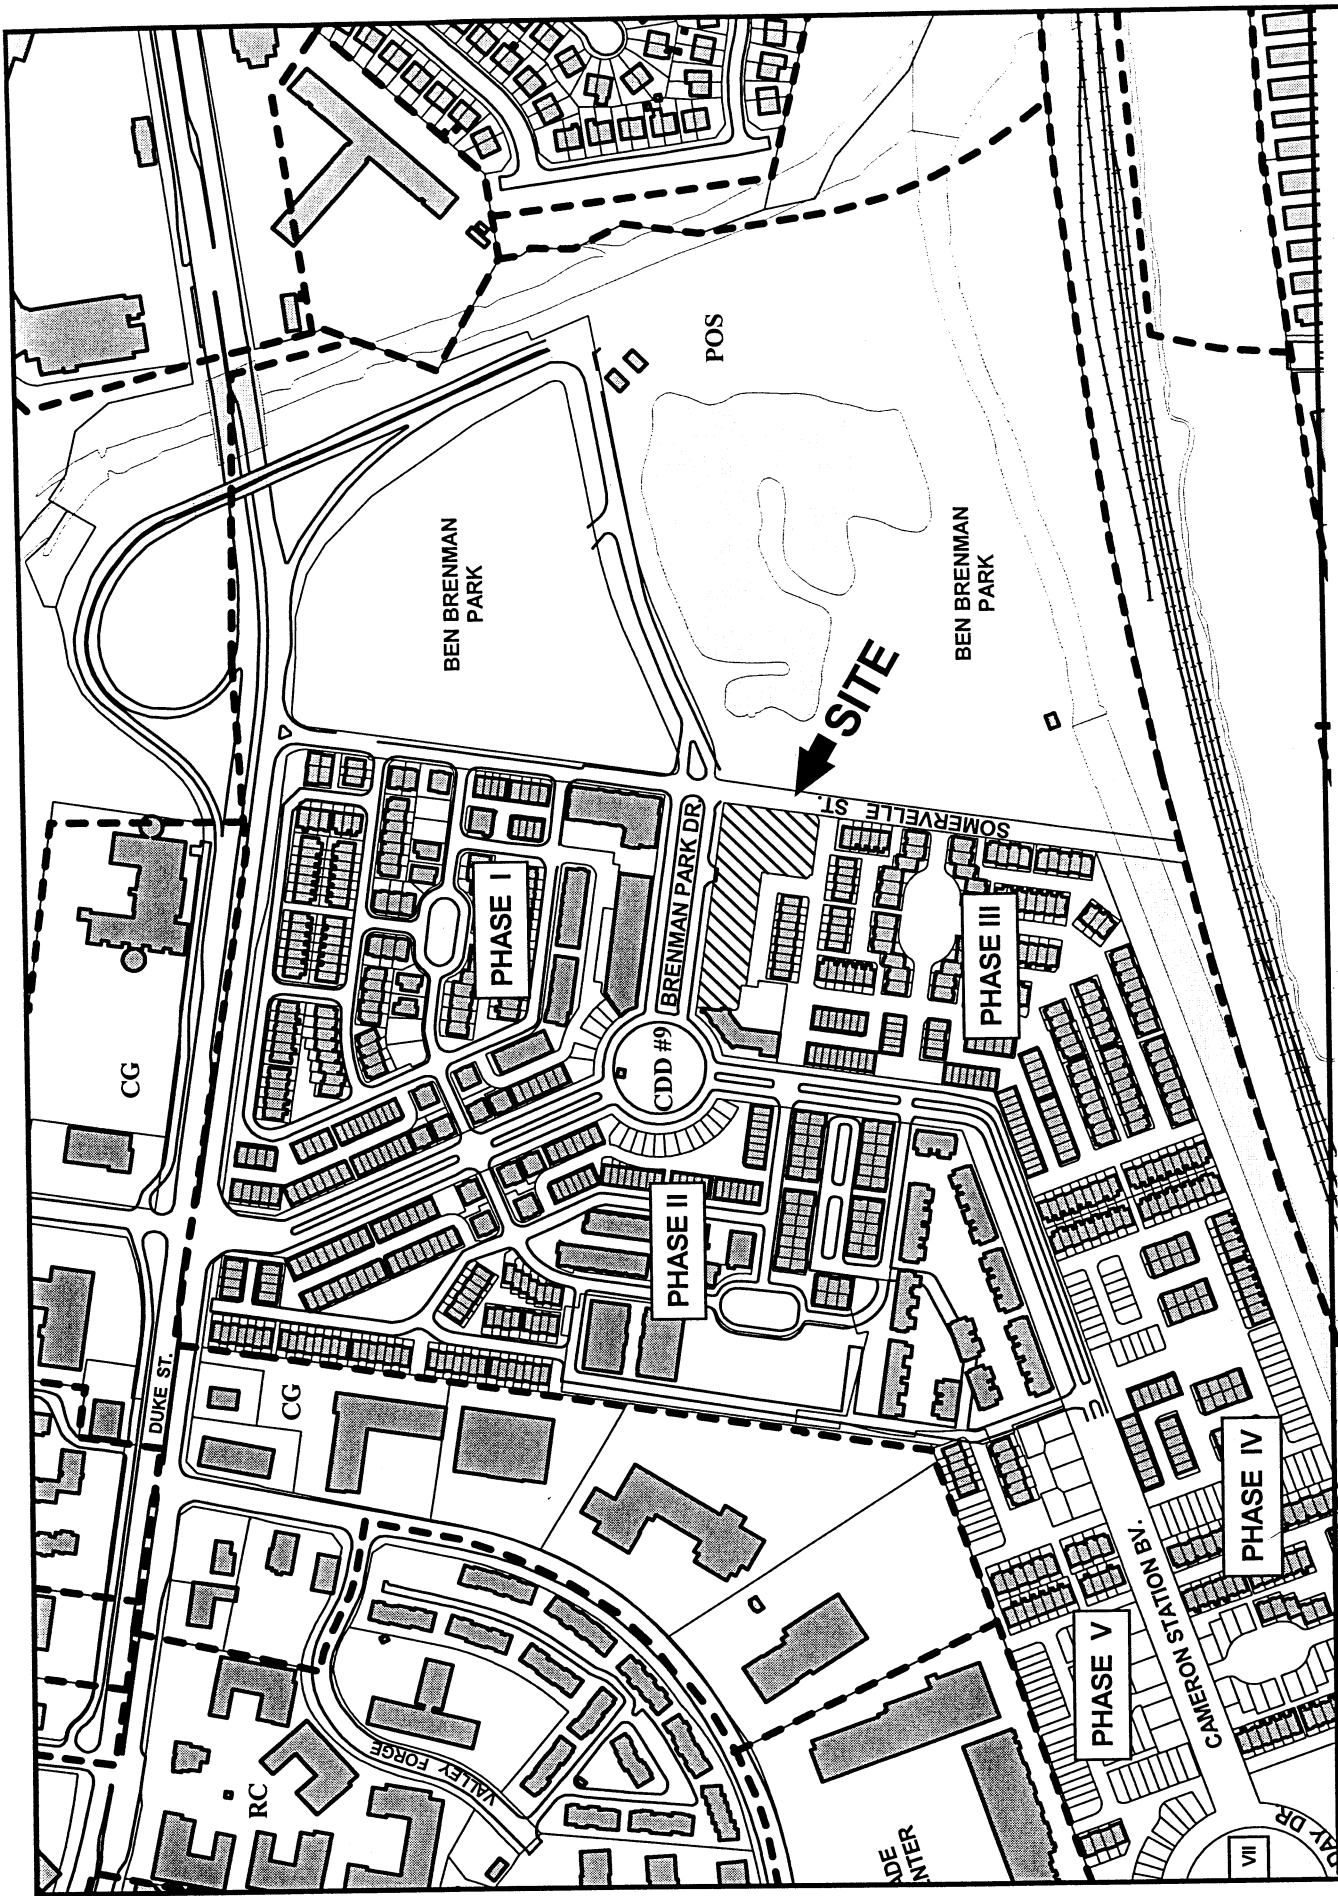 POS
BEN BRENMAN
PARK
BEN BRENMAN
PARK
SITE
SOMERVELLE ST.
BRENMAN PARK DR.
PHASE I
PHASE III
CG
CDD #9
PHASE II
DUKE ST.
CG
PHASE IV
CAMERON STATION BV.
PHASE V
VALLEY FORGE
RC
VII